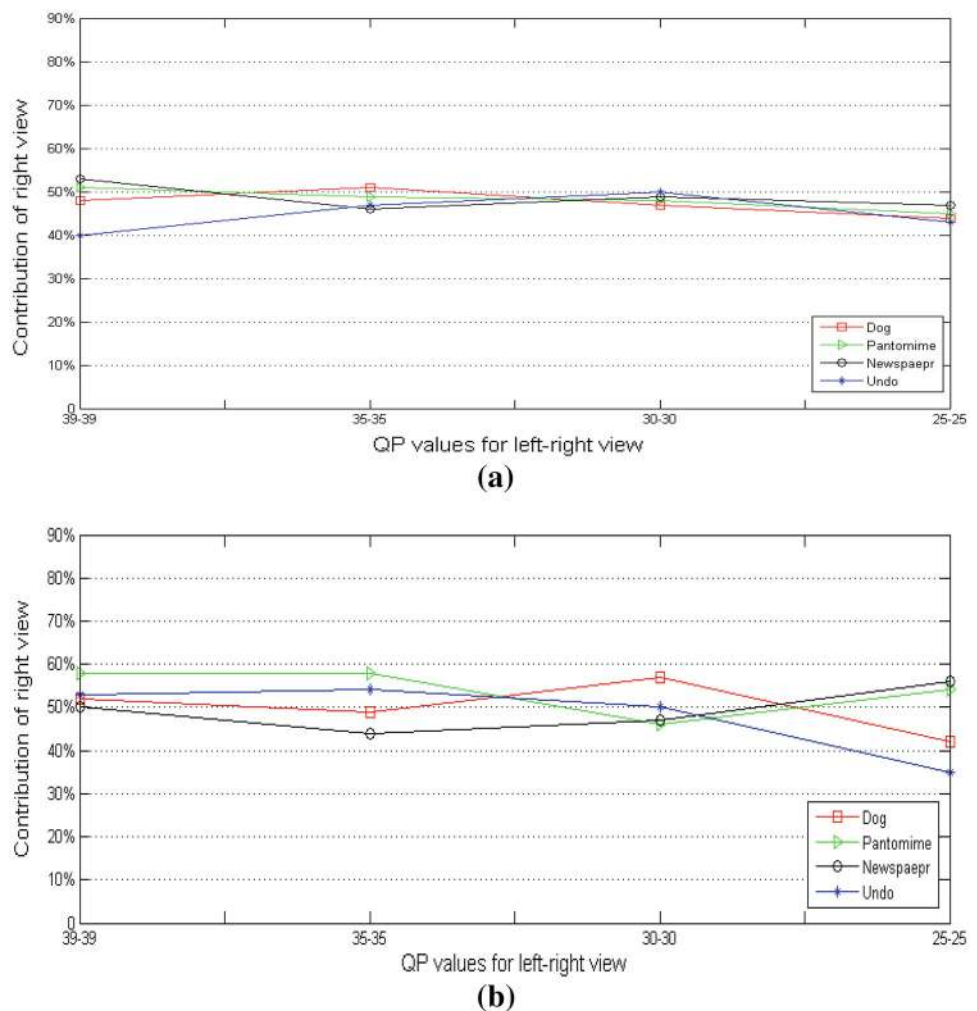 90%
80%
70%
60%
50%
40%
30%
20%
10%
0
Contribution of right view
Dog
Pantomime
Newspaepr
Undo
39-39 35-35 30-30 25-25
QP values for left-right view
(a)
90%
80%
70%
60%
50%
40%
30%
20%
10%
0
Contribution of right view
Dog
Pantomime
Newspaepr
Undo
39-39 35-35 30-30 25-25
QP values for left-right view
(b)